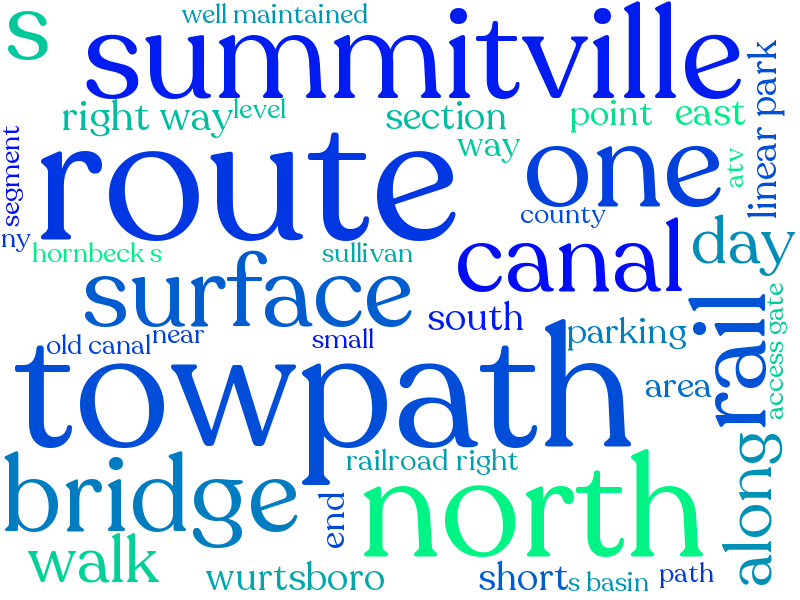 s
well maintained
summitville
right way
level
section
point
east
linear park
segment
route
way
one
atv
ny
hornbeck s
county
sullivan
canal
day
surface
south
old canal
near
small
parking
access gate
towpath
area
rail
bridge
railroad right
along
end
north
walk
wurtsboro
short
s basin
path